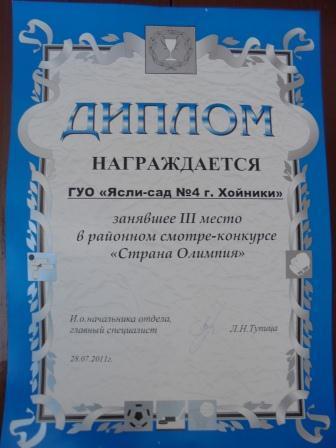 ДИПЛОМ
НАГРАЖДАЕТСЯ
ГУО «Ясли-сад №4 г. Хойники»
занявшее III место
в районном смотре-конкурсе
«Страна Олимпия»
И.о.начальника отдела,
главный специалист Л.Н.Тупица
28.07.2011г.